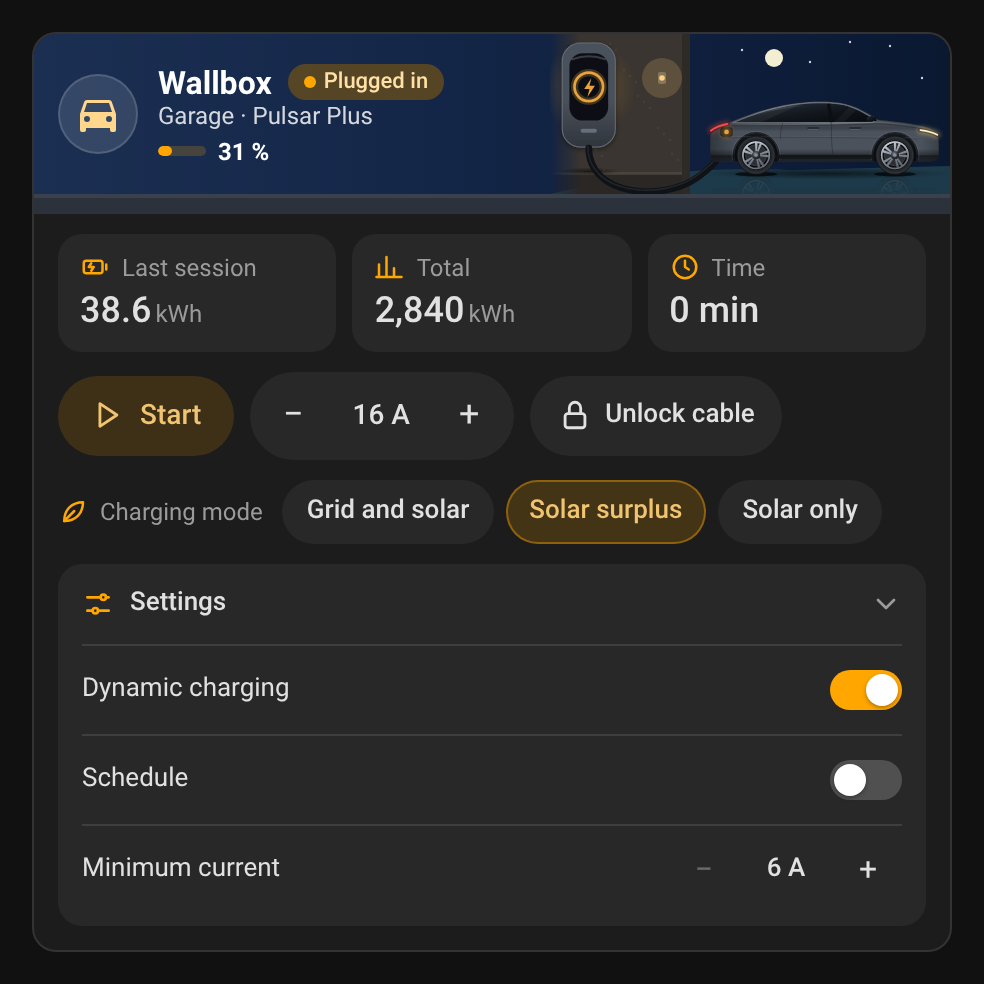 Wallbox
Plugged in
Garage · Pulsar Plus
31 %
Last session
38.6 kWh
Total
2,840 kWh
Time
0 min
Start
− 16 A +
Unlock cable
Charging mode
Grid and solar
Solar surplus
Solar only
Settings
Dynamic charging
Schedule
Minimum current
− 6 A +